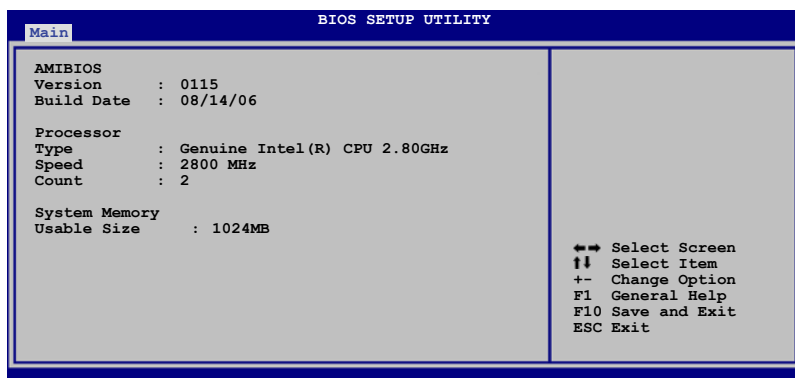 BIOS SETUP UTILITY
Main
AMIBIOS
Version : 0115
Build Date : 08/14/06
Processor
Type : Genuine Intel(R) CPU 2.80GHz
Speed : 2800 MHz
Count : 2
System Memory
Usable Size : 1024MB
←→ Select Screen
↑↓ Select Item
+- Change Option
F1 General Help
F10 Save and Exit
ESC Exit